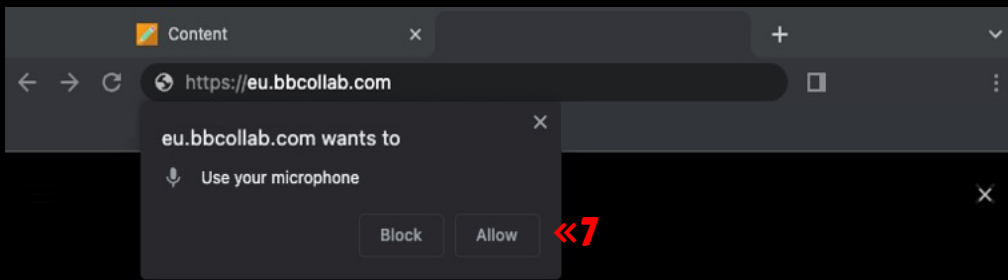 Content
https://eu.bbcollab.com
eu.bbcollab.com wants to
Use your microphone
Block Allow «7